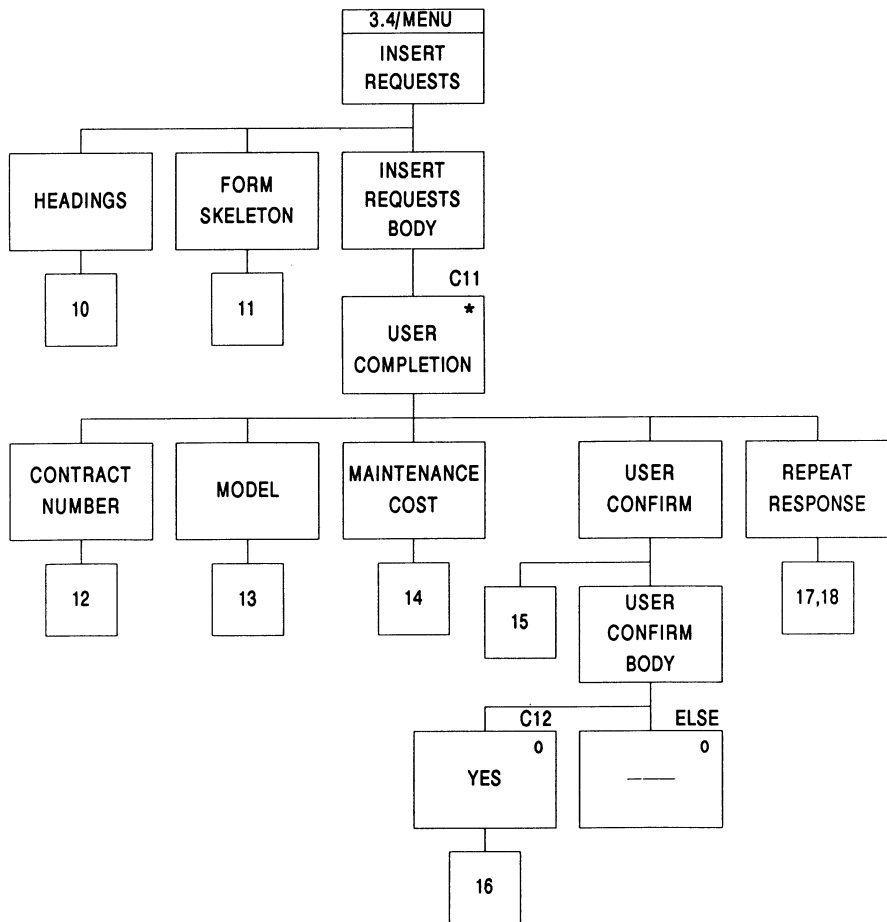 3.4/MENU
INSERT
REQUESTS
HEADINGS
FORM
SKELETON
INSERT
REQUESTS
BODY
10
11
C11
*
USER
COMPLETION
CONTRACT
NUMBER
MODEL
MAINTENANCE
COST
USER
CONFIRM
REPEAT
RESPONSE
12
13
14
15
USER
CONFIRM
BODY
17,18
C12
o
YES
ELSE
o
———
16